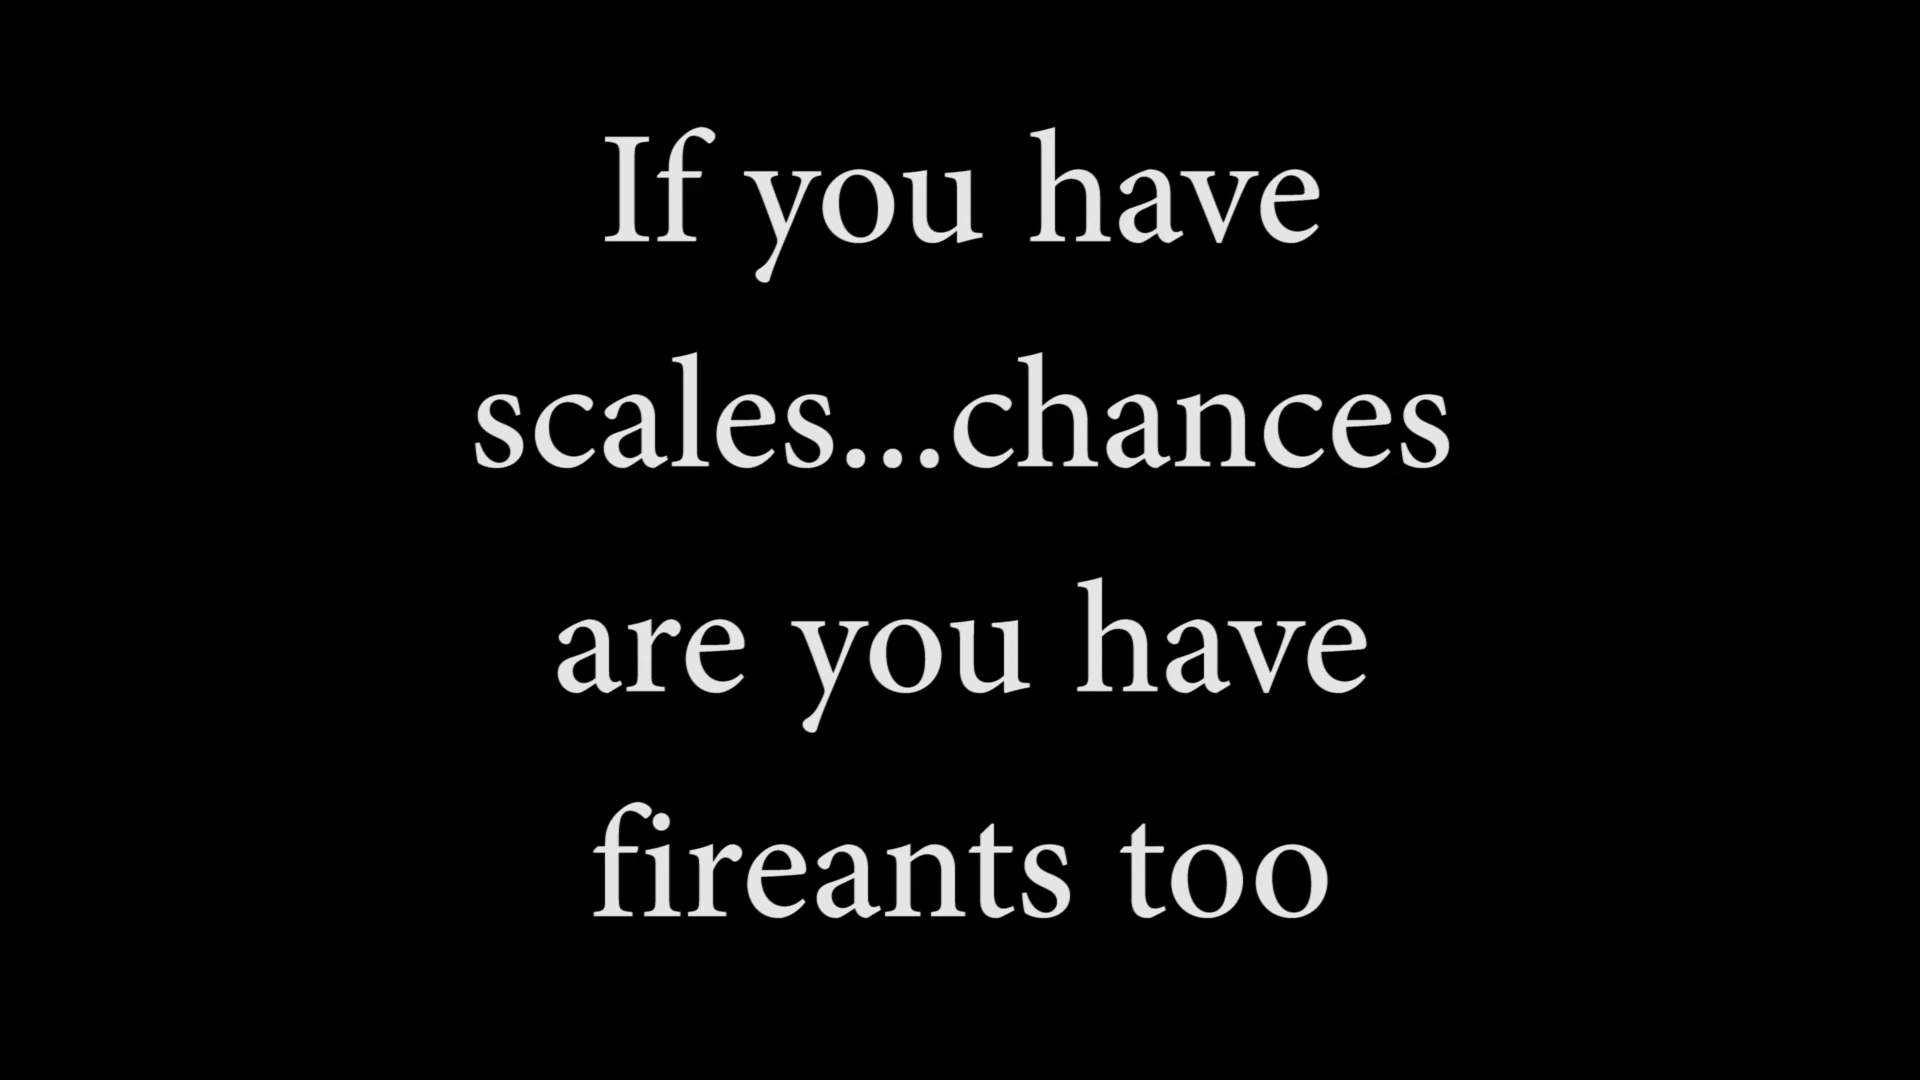 If you have
scales...chances
are you have
fireants too